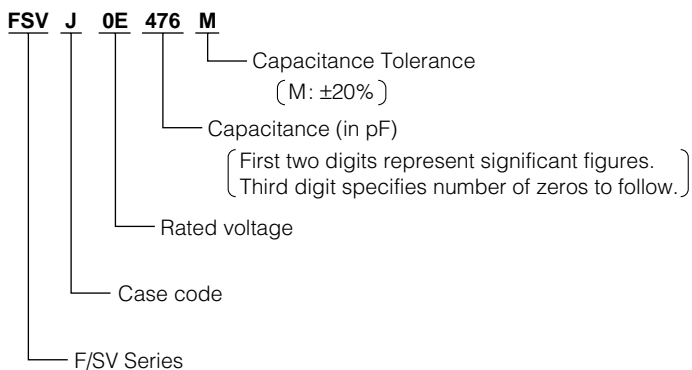 FSV J 0E 476 M
Capacitance Tolerance
(M: ±20%)
Capacitance (in pF)
First two digits represent significant figures.
Third digit specifies number of zeros to follow.
Rated voltage
Case code
F/SV Series